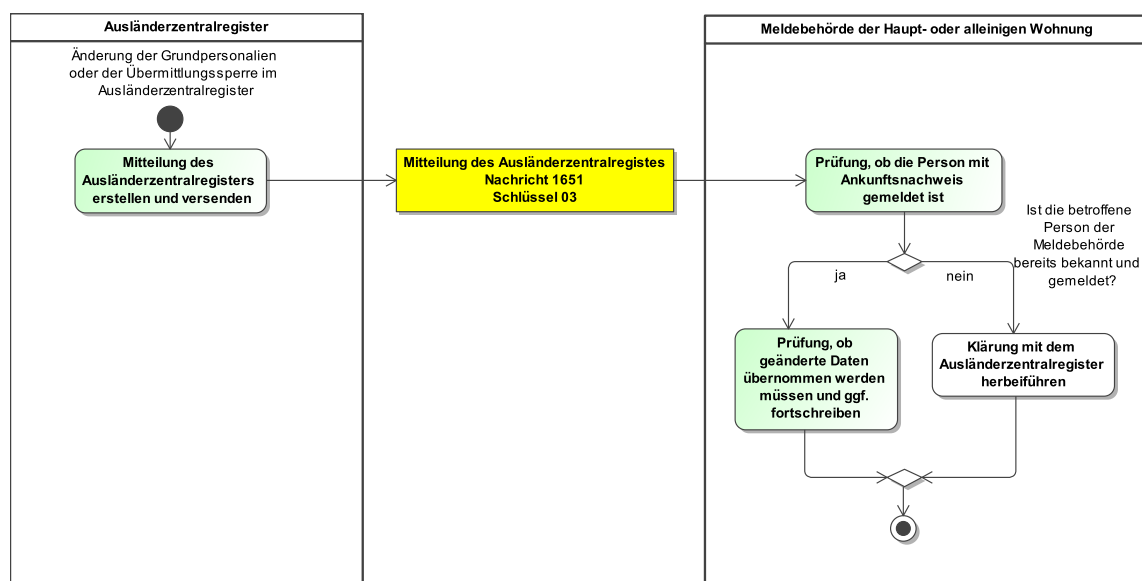 Ausländerzentralregister
Änderung der Grundpersonalien
oder der Übermittlungssperre im
Ausländerzentralregister
Mitteilung des
Ausländerzentralregisters
erstellen und versenden
Mitteilung des Ausländerzentralregistes
Nachricht 1651
Schlüssel 03
Meldebehörde der Haupt- oder alleinigen Wohnung
Prüfung, ob die Person mit
Ankunftsnachweis
gemeldet ist
Ist die betroffene
Person der
Meldebehörde
bereits bekannt und
gemeldet?
ja
nein
Prüfung, ob
geänderte Daten
übernommen werden
müssen und ggf.
fortschreiben
Klärung mit dem
Ausländerzentralregister
herbeiführen